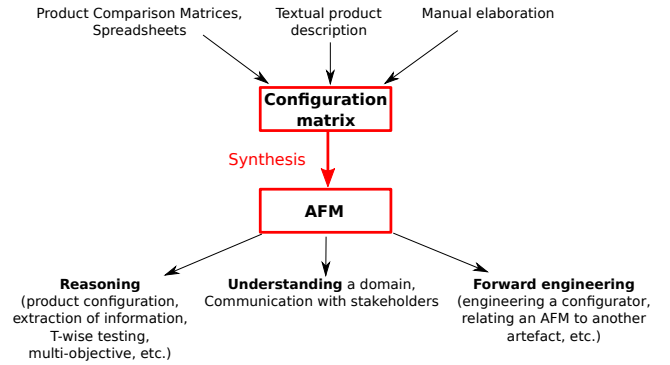 Product Comparison Matrices,
Spreadsheets
Textual product
description
Manual elaboration
Configuration
matrix
Synthesis
AFM
Reasoning
(product configuration,
extraction of information,
T-wise testing,
multi-objective, etc.)
Understanding a domain,
Communication with stakeholders
Forward engineering
(engineering a configurator,
relating an AFM to another
artefact, etc.)